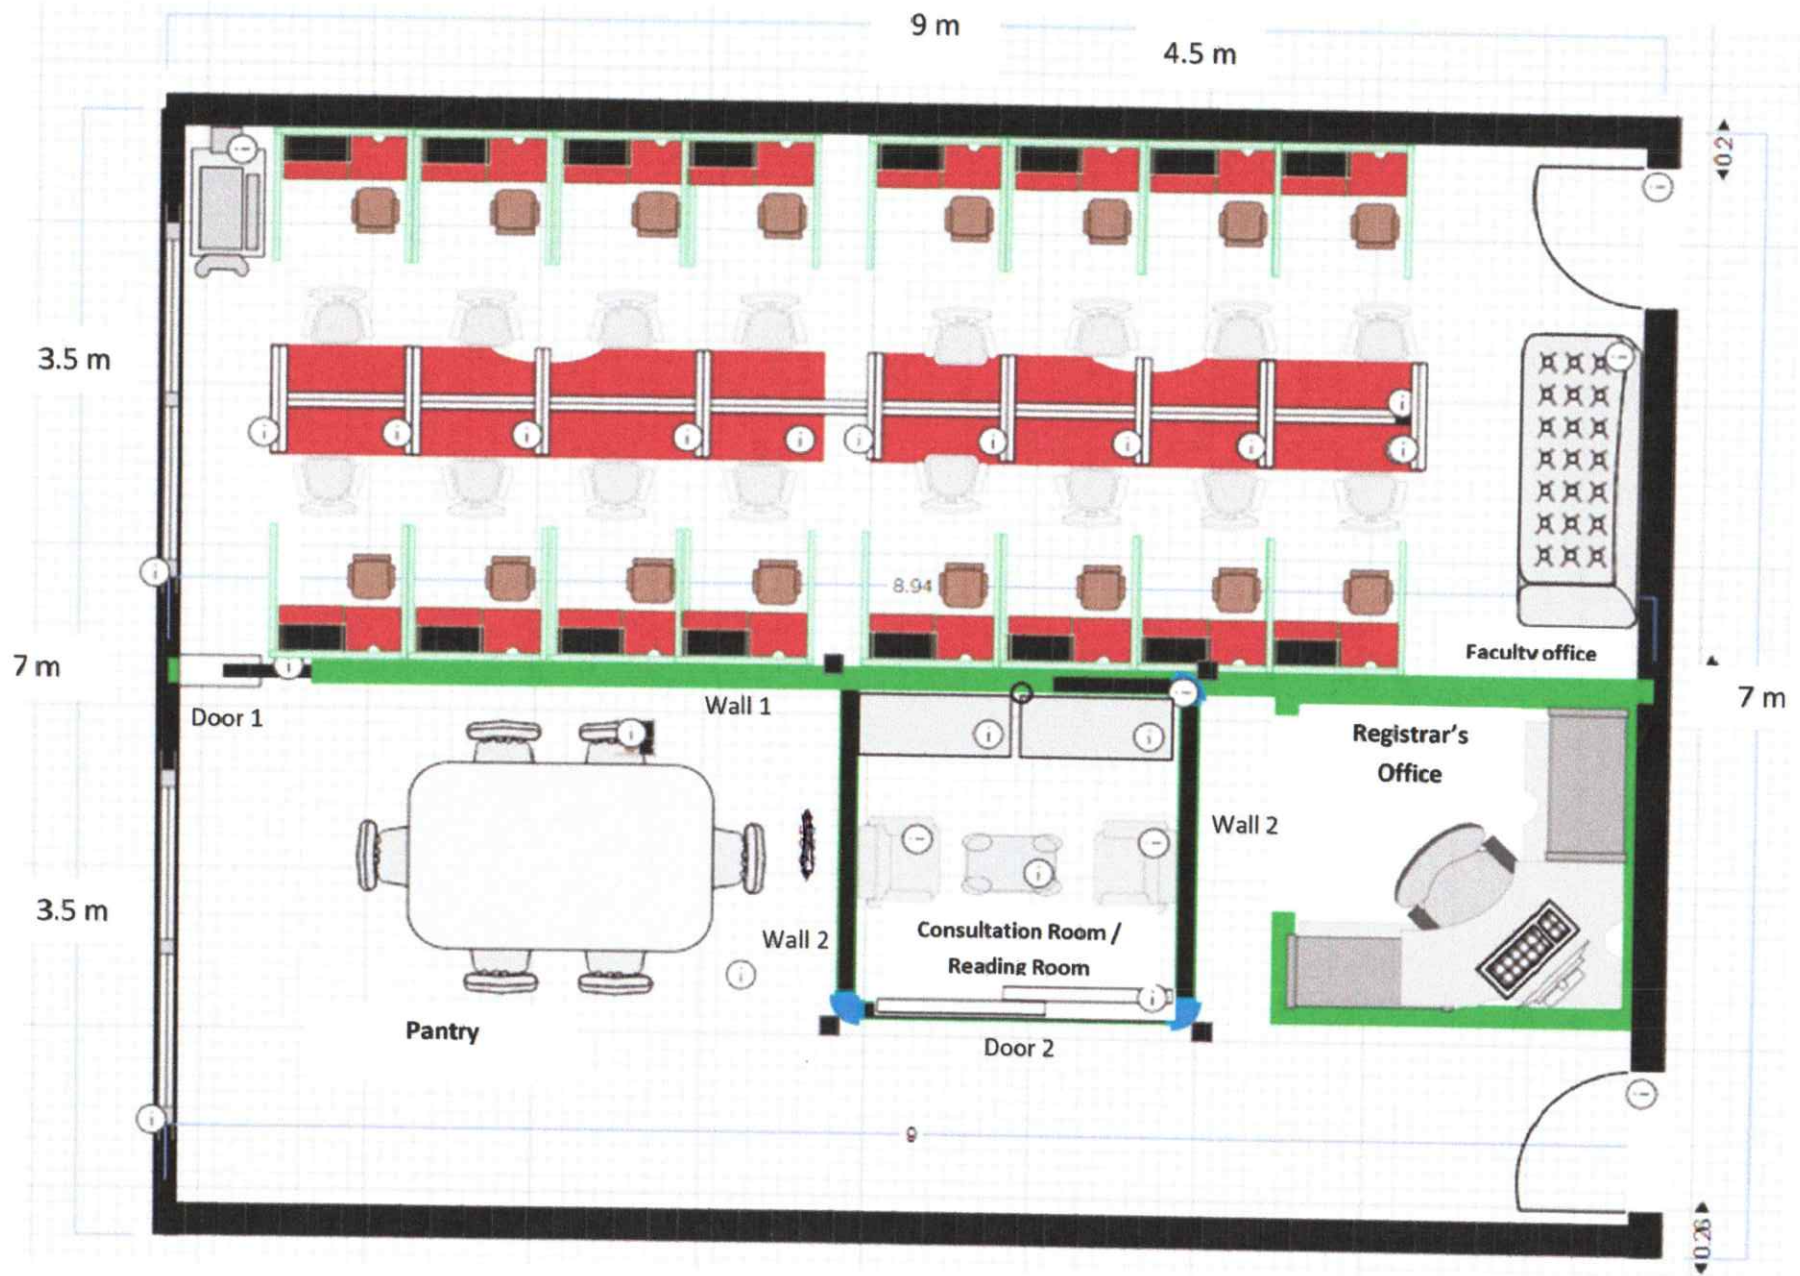 9 m
4.5 m
0.2
3.5 m
8.94
Faculty office
7 m
7 m
Door 1
Wall 1
Registrar's
Office
Wall 2
3.5 m
Wall 2
Consultation Room /
Reading Room
Pantry
Door 2
9
0.26